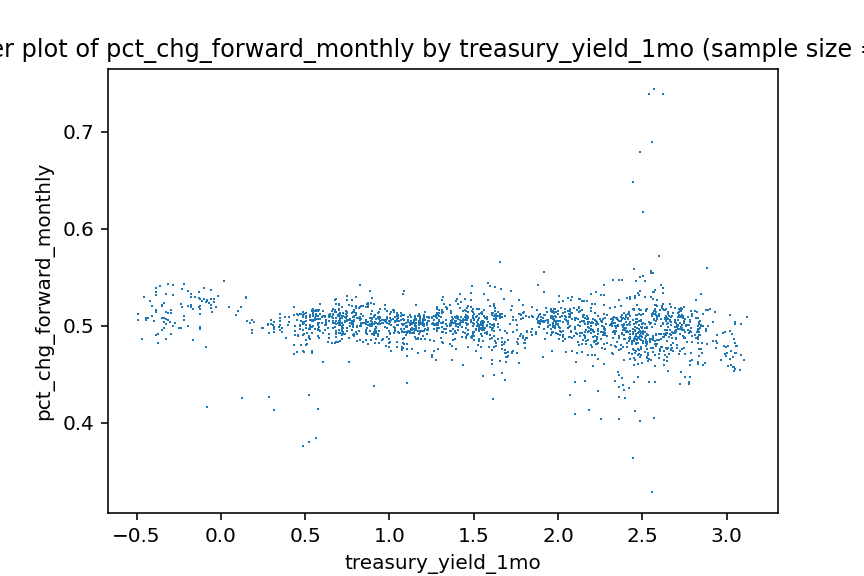 er plot of pct_chg_forward_monthly by treasury_yield_1mo (sample size =
0.7
0.6
0.5
0.4
pct_chg_forward_monthly
−0.5 0.0 0.5 1.0 1.5 2.0 2.5 3.0
treasury_yield_1mo